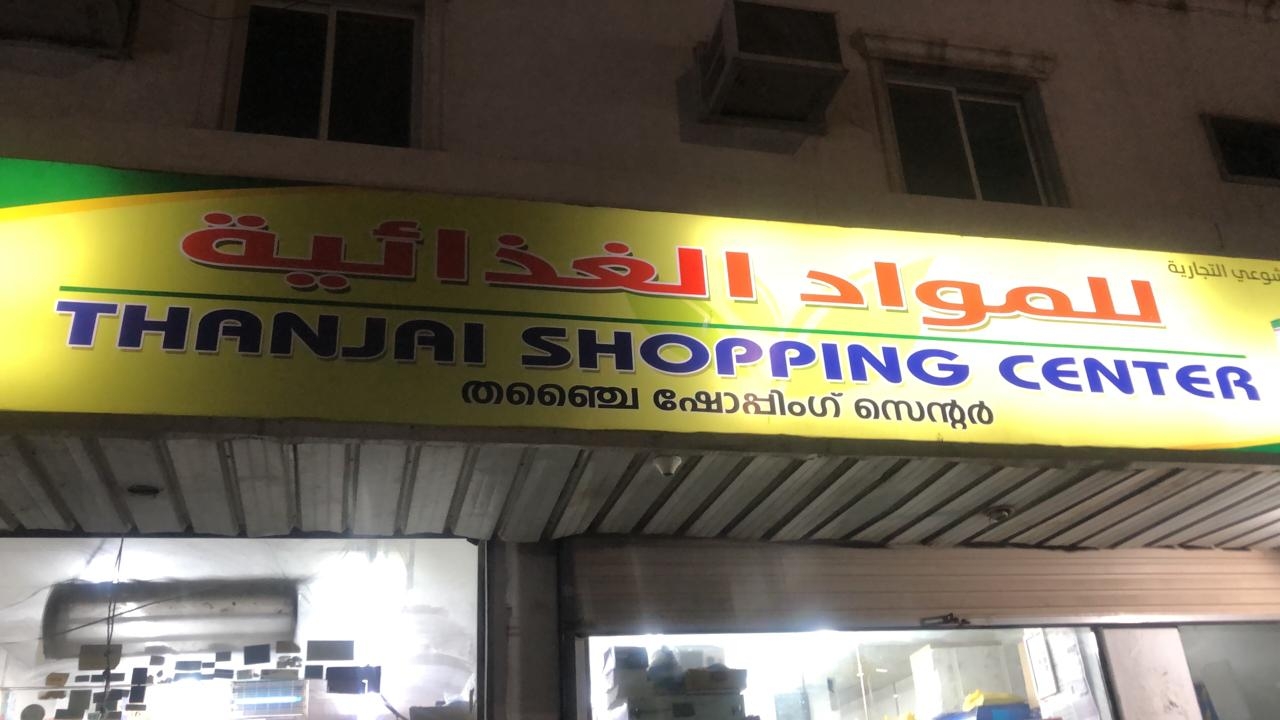 التجارية
للمواد الغذائية
THANJAI SHOPPING CENTER
തഞ്ചൈ ഷോപ്പിംഗ് സെന്റർ